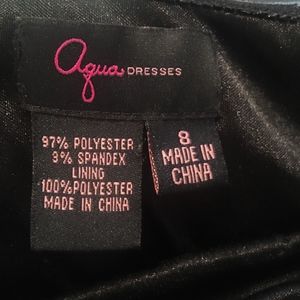 Aqua DRESSES
97% POLYESTER
3% SPANDEX
LINING
100%POLYESTER
MADE IN CHINA
8
MADE IN
CHINA